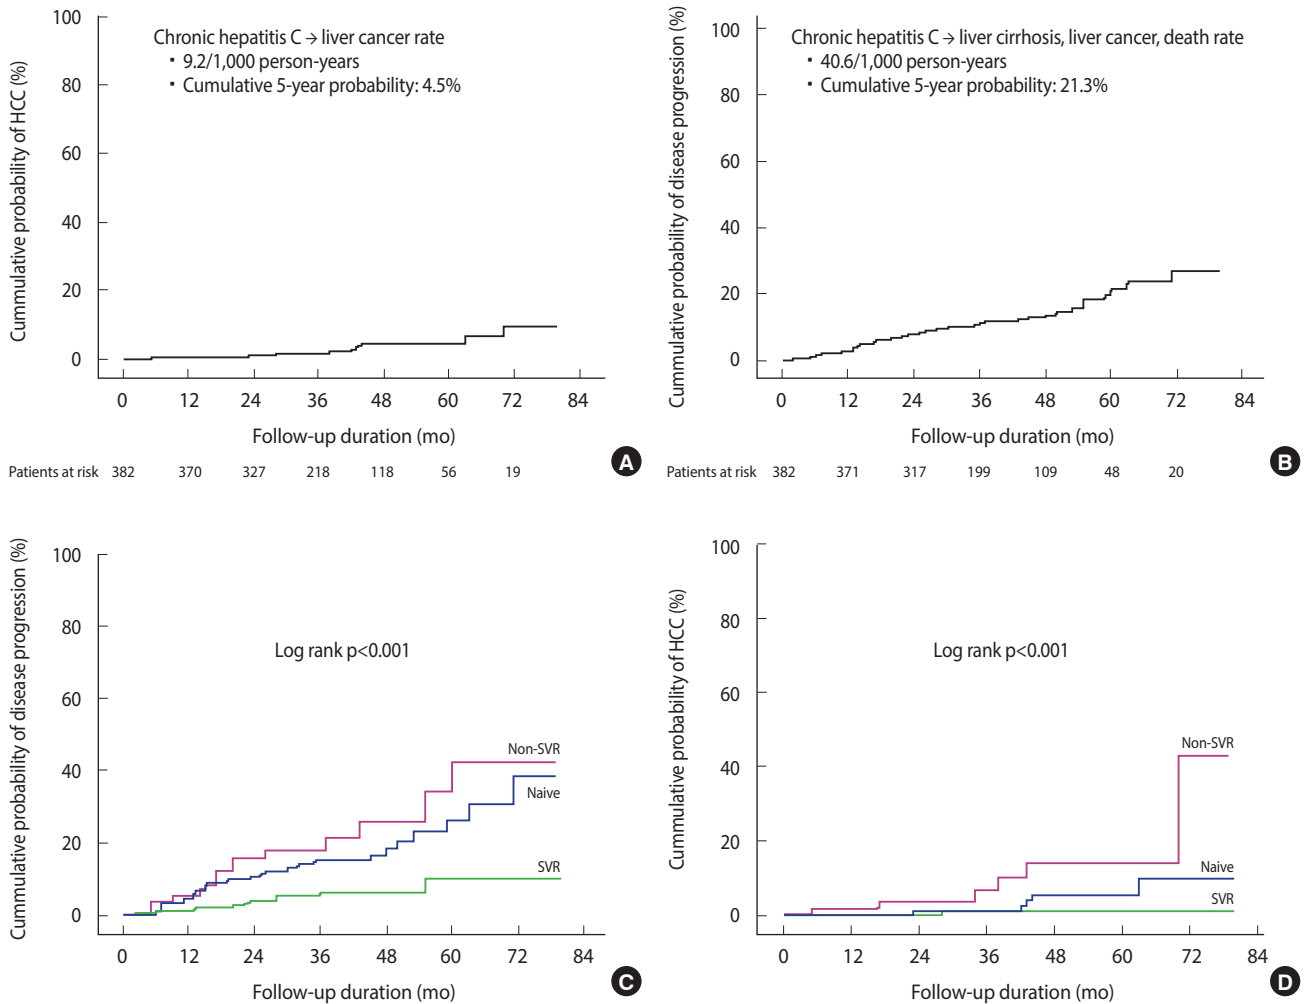 Cummulative probability of HCC (%)
100
80
60
40
20
0
Chronic hepatitis C → liver cancer rate
▪ 9.2/1,000 person-years
▪ Cumulative 5-year probability: 4.5%
0 12 24 36 48 60 72 84
Follow-up duration (mo)
Patients at risk 382 370 327 218 118 56 19
A
Cummulative probability of disease progression (%)
100
80
60
40
20
0
Chronic hepatitis C → liver cirrhosis, liver cancer, death rate
▪ 40.6/1,000 person-years
▪ Cumulative 5-year probability: 21.3%
0 12 24 36 48 60 72 84
Follow-up duration (mo)
Patients at risk 382 371 317 199 109 48 20
B
Cummulative probability of disease progression (%)
100
80
60
40
20
0
Log rank p<0.001
Non-SVR
Naive
SVR
0 12 24 36 48 60 72 84
Follow-up duration (mo)
C
Cummulative probability of HCC (%)
100
80
60
40
20
0
Log rank p<0.001
Non-SVR
Naive
SVR
0 12 24 36 48 60 72 84
Follow-up duration (mo)
D